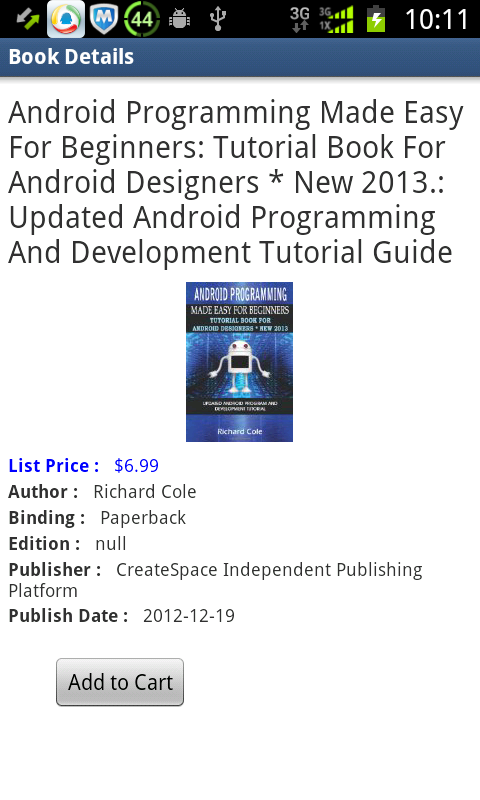 44
3G
3G
1X
10:11
Book Details
Android Programming Made Easy
For Beginners: Tutorial Book For
Android Designers * New 2013.:
Updated Android Programming
And Development Tutorial Guide
ANDROID PROGRAMMING
MADE EASY FOR BEGINNERS
TUTORIAL BOOK FOR
ANDROID DESIGNERS * NEW 2013
UPDATED ANDROID PROGRAM AND
DEVELOPMENT TUTORIAL
Richard Cole
List Price : $6.99
Author : Richard Cole
Binding : Paperback
Edition : null
Publisher : CreateSpace Independent Publishing
Platform
Publish Date : 2012-12-19
Add to Cart